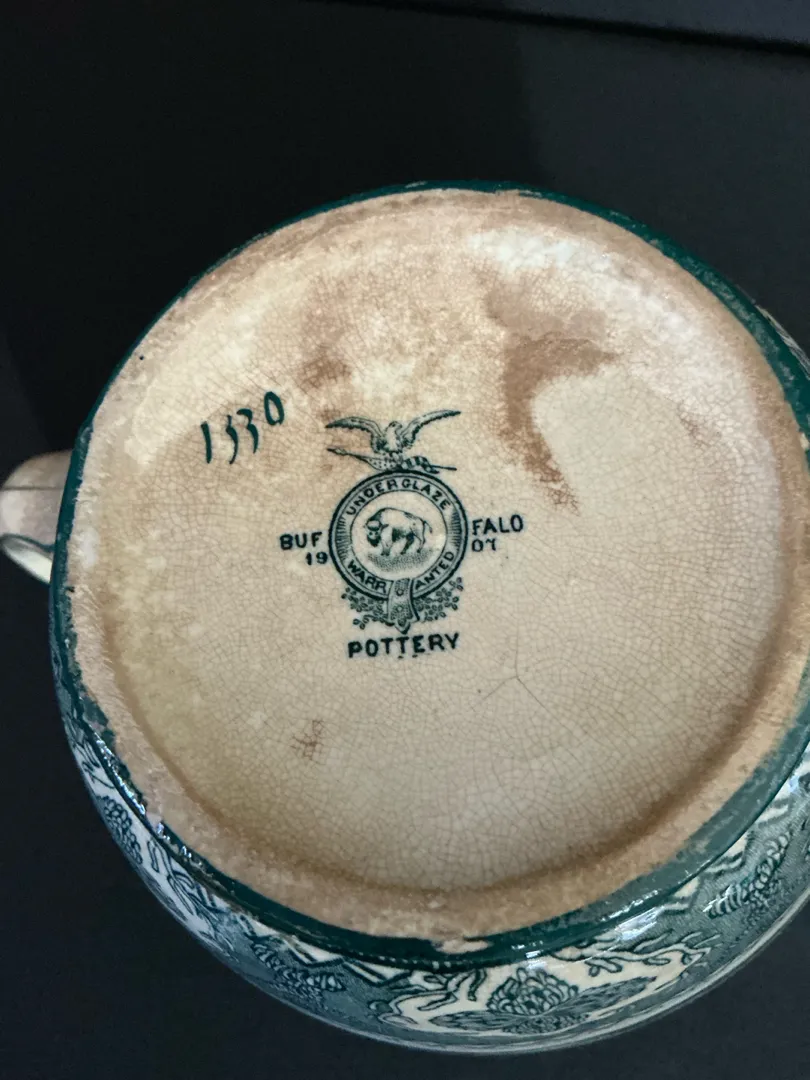 1330
UNDERGLAZE
BUF FALO
19 07
WARRANTED
POTTERY